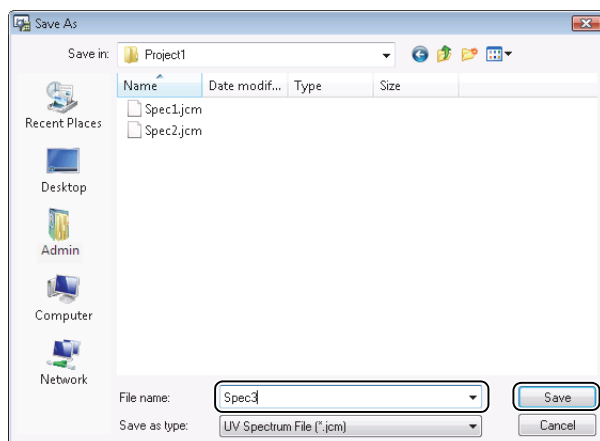 Save As
Save in: Project1
Name Date modif... Type Size
Spec1.jcm
Spec2.jcm
Recent Places
Desktop
Admin
Computer
Network
File name: Spec3 Save
Save as type: UV Spectrum File (*.jcm) Cancel